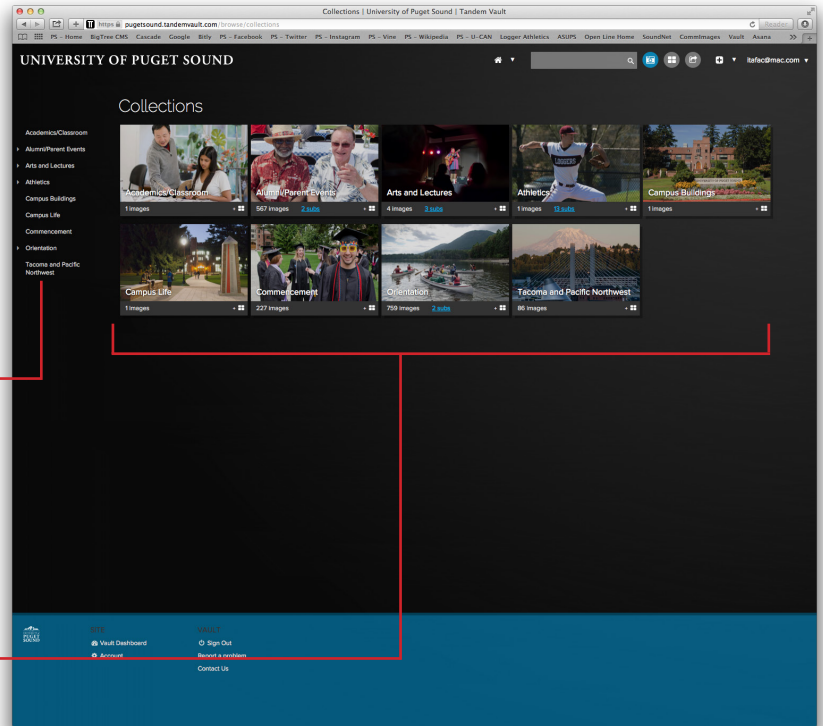 Collections | University of Puget Sound | Tandem Vault
https pugetsound.tandemvault.com/browse/collections
Reader
PS - Home BigTree CMS Cascade Google Bitly PS - Facebook PS - Twitter PS - Instagram PS - Vine PS - Wikipedia PS - U-CAN Logger Athletics ASUPS Open Line Home SoundNet CommImages Vault Asana
UNIVERSITY OF PUGET SOUND
ltafac@mac.com
Collections
Academics/Classroom
Alumni/Parent Events
Arts and Lectures
Athletics
Campus Buildings
Campus Life
Commencement
Orientation
Tacoma and Pacific
Northwest
LOGGERS
Academics/Classroom
Alumni/Parent Events
Arts and Lectures
Athletics
Campus Buildings
1 images
567 images 2 subs
4 images 3 subs
1 images 13 subs
1 images
Campus Life
Commencement
Orientation
Tacoma and Pacific Northwest
1 images
227 images
759 images 2 subs
86 images
PUGET
SOUND
SITE
Vault Dashboard
Account
VAULT
Sign Out
Report a problem
Contact Us